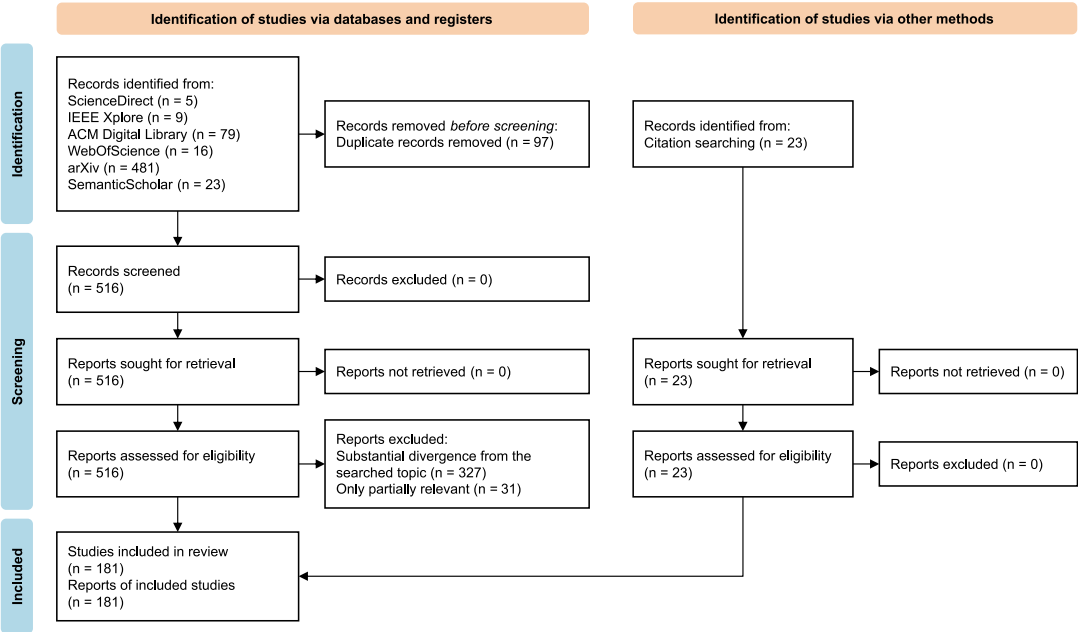 Identification of studies via databases and registers
Identification of studies via other methods
Identification
Records identified from:
ScienceDirect (n = 5)
IEEE Xplore (n = 9)
ACM Digital Library (n = 79)
WebOfScience (n = 16)
arXiv (n = 481)
SemanticScholar (n = 23)
Records removed before screening:
Duplicate records removed (n = 97)
Records identified from:
Citation searching (n = 23)
Screening
Records screened
(n = 516)
Records excluded (n = 0)
Reports sought for retrieval
(n = 516)
Reports not retrieved (n = 0)
Reports sought for retrieval
(n = 23)
Reports not retrieved (n = 0)
Reports assessed for eligibility
(n = 516)
Reports excluded:
Substantial divergence from the
searched topic (n = 327)
Only partially relevant (n = 31)
Reports assessed for eligibility
(n = 23)
Reports excluded (n = 0)
Included
Studies included in review
(n = 181)
Reports of included studies
(n = 181)